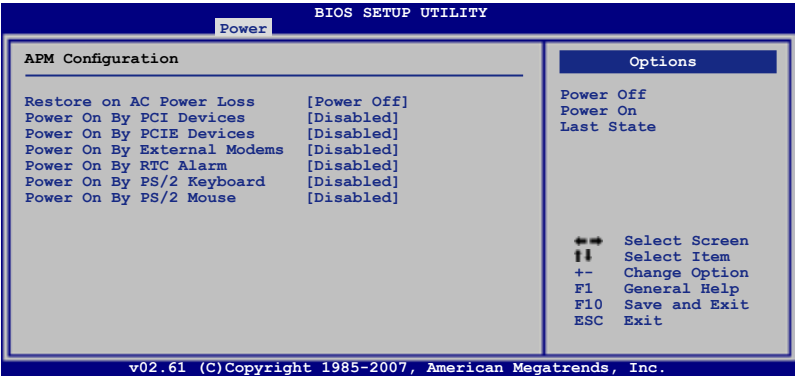 BIOS SETUP UTILITY
Power
APM Configuration
Restore on AC Power Loss [Power Off]
Power On By PCI Devices [Disabled]
Power On By PCIE Devices [Disabled]
Power On By External Modems [Disabled]
Power On By RTC Alarm [Disabled]
Power On By PS/2 Keyboard [Disabled]
Power On By PS/2 Mouse [Disabled]
Options
Power Off
Power On
Last State
←→ Select Screen
↑↓ Select Item
+- Change Option
F1 General Help
F10 Save and Exit
ESC Exit
v02.61 (C)Copyright 1985-2007, American Megatrends, Inc.